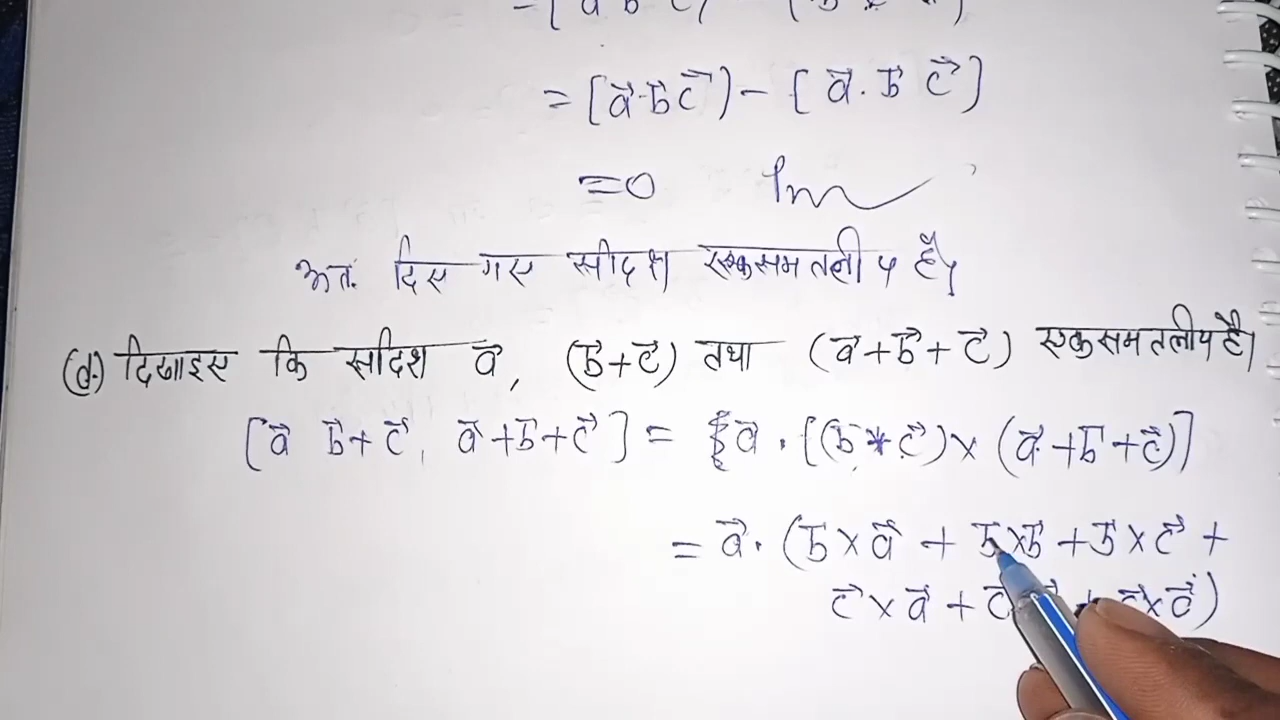 = [a⃗·b⃗ c⃗] - [a⃗. b⃗ c⃗]
=0
अतः दिए गए सदिश एकसमतलीय हैं।
(d.) दिखाइए कि सदिश a⃗, (b⃗+c⃗) तथा (a⃗+b⃗+c⃗) एकसमतलीय है।
[a⃗ b⃗+c⃗, a⃗+b⃗+c⃗] = a⃗ . [(b⃗ + c⃗)× (a⃗+b⃗+c⃗)]
= a⃗. (b⃗×a⃗ + b⃗×b⃗ + b⃗×c⃗ +
c⃗×a⃗ + c⃗ + c⃗×c⃗)